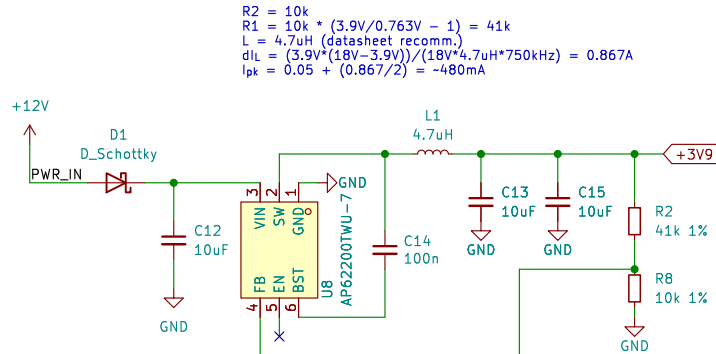 R2 = 10k
R1 = 10k * (3.9V/0.763V - 1) = 41k
L = 4.7uH (datasheet recomm.)
dIL = (3.9V*(18V-3.9V))/(18V*4.7uH*750kHz) = 0.867A
Ipk = 0.05 + (0.867/2) = ~480mA
+12V
D1
D_Schottky
PWR_IN
L1
4.7uH
+3V9
GND
3
2
1
VIN
SW
GND
FB
EN
BST
4
5
6
U8
AP62200TWU-7
C12
10uF
GND
C14
100n
C13
10uF
GND
C15
10uF
GND
R2
41k 1%
R8
10k 1%
GND